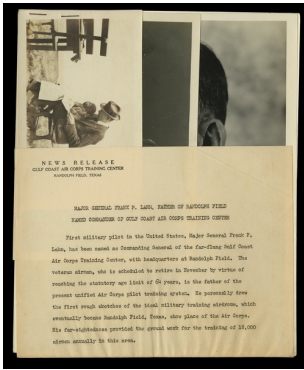 NEWS RELEASE
GULF COAST AIR CORPS TRAINING CENTER
RANDOLPH FIELD, TEXAS
MAJOR GENERAL FRANK P. LAHM, FATHER OF RANDOLPH FIELD
NAMED COMMANDER OF GULF COAST AIR CORPS TRAINING CENTER
First military pilot in the United States, Major General Frank P.
Lahm, has been named as Commanding General of the far-flung Gulf Coast
Air Corps Training Center, with headquarters at Randolph Field. The
veteran airman, who is scheduled to retire in November by virtue of
reaching the statutory age limit of 64 years, is the father of the
present unified Air Corps pilot training system. He personally drew
the first rough sketches of the ideal military training airdrome, which
eventually became Randolph Field, Texas, show place of the Air Corps.
His far-sightedness provided the ground work for the training of 18,000
airmen annually in this area.